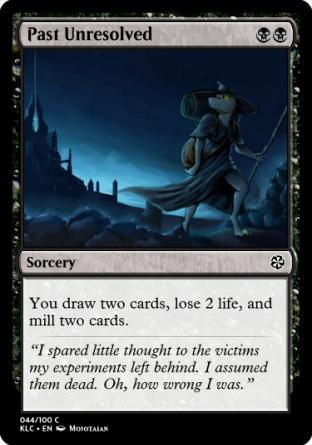 Past Unresolved
Sorcery
You draw two cards, lose 2 life, and
mill two cards.
“I spared little thought to the victims
my experiments left behind. I assumed
them dead. Oh, how wrong I was.”
044/100 C
KLC • EN Mojotaian